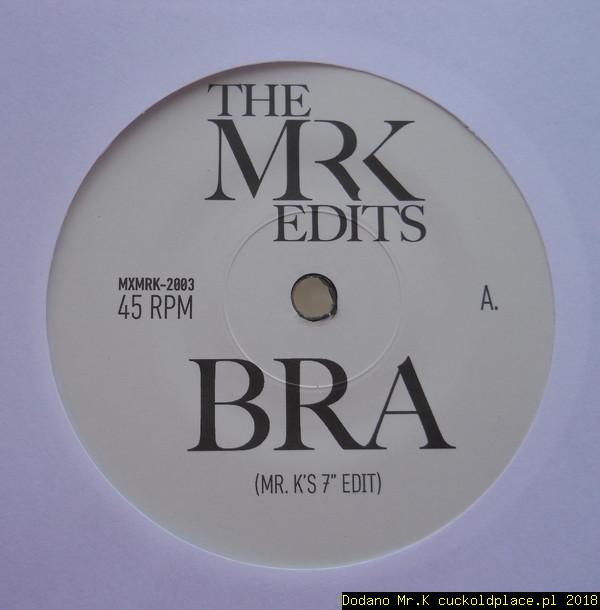 THE
MRK
EDITS
MXMRK-2003
45 RPM
A.
BRA
(MR. K'S 7" EDIT)
Dodano Mr.K cuckoldplace.pl 2018